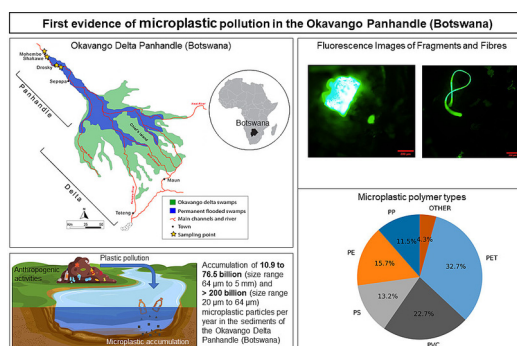 First evidence of microplastic pollution in the Okavango Panhandle (Botswana)
Okavango Delta Panhandle (Botswana)
Mohembo
Shakawe
Drotsky
Sepopa
Panhandle
Delta
Maun
Toteng
Botswana
Okavango delta swamps
Permanent flooded swamps
Main channels and river
Town
Sampling point
Fluorescence Images of Fragments and Fibres
Microplastic polymer types
OTHER
4.3%
PP
11.5%
PE
15.7%
PS
13.2%
PVC
22.7%
PET
32.7%
Plastic pollution
Anthropogenic
activities
Microplastic accumulation
Accumulation of 10.9 to
76.5 billion (size range
64 µm to 5 mm) and
> 200 billion (size range
20 µm to 64 µm)
microplastic particles per
year in the sediments of
the Okavango Delta
Panhandle (Botswana)